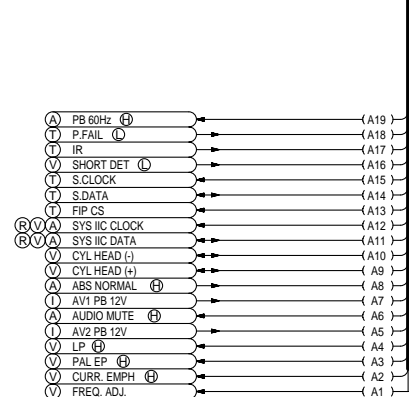 A PB 60Hz H A19
T P.FAIL L A18
T IR A17
V SHORT DET L A16
T S.CLOCK A15
T S.DATA A14
T FIP CS A13
R V A SYS IIC CLOCK A12
R V A SYS IIC DATA A11
V CYL HEAD (-) A10
V CYL HEAD (+) A9
A ABS NORMAL H A8
I AV1 PB 12V A7
A AUDIO MUTE H A6
I AV2 PB 12V A5
V LP H A4
V PAL EP H A3
V CURR. EMPH H A2
V FREQ. ADJ. A1